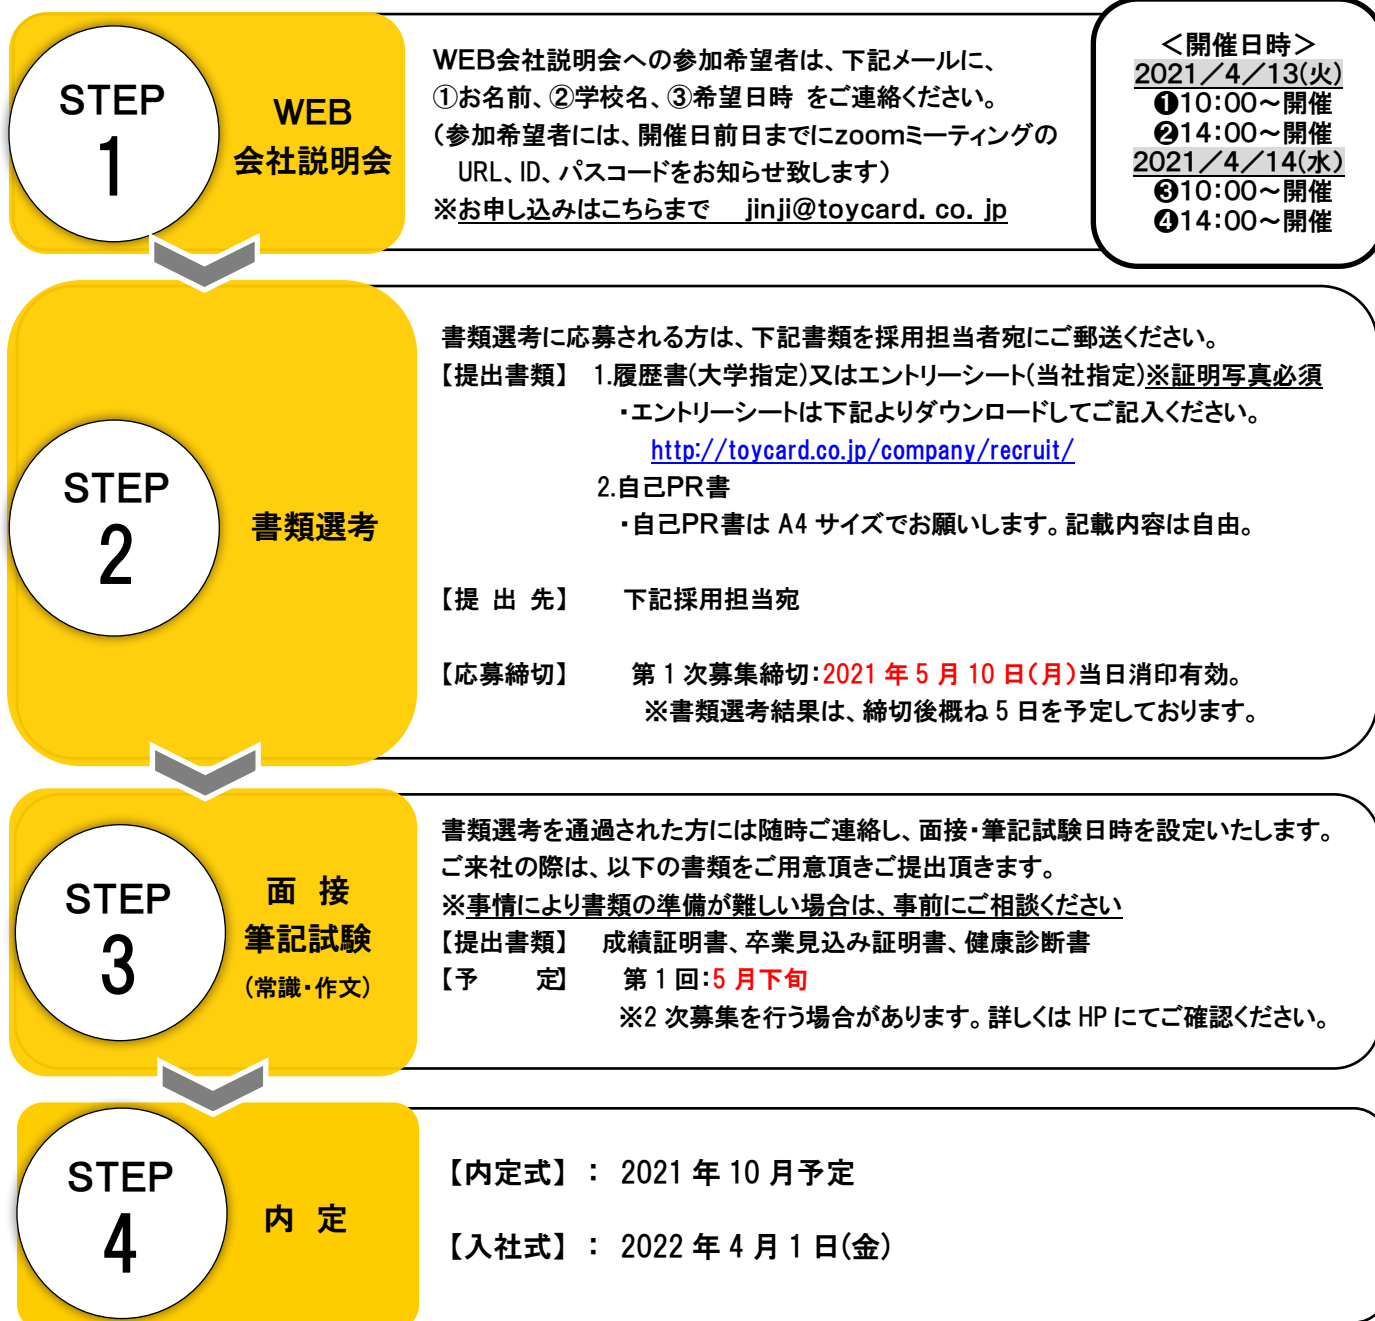 STEP
1
WEB
会社説明会
WEB会社説明会への参加希望者は、下記メールに、
①お名前、②学校名、③希望日時 をご連絡ください。
(参加希望者には、開催日前日までにzoomミーティングの
URL、ID、パスコードをお知らせ致します)
※お申し込みはこちらまで jinji@toycard.co.jp
<開催日時>
2021/4/13(火)
❶10:00~開催
❷14:00~開催
2021/4/14(水)
❸10:00~開催
❹14:00~開催
STEP
2
書類選考
書類選考に応募される方は、下記書類を採用担当者宛にご郵送ください。
【提出書類】 1.履歴書(大学指定)又はエントリーシート(当社指定)※証明写真必須
・エントリーシートは下記よりダウンロードしてご記入ください。
http://toycard.co.jp/company/recruit/
2.自己PR書
・自己PR書は A4 サイズでお願いします。記載内容は自由。
【提 出 先】 下記採用担当宛
【応募締切】 第 1 次募集締切:2021 年 5 月 10 日(月)当日消印有効。
※書類選考結果は、締切後概ね 5 日を予定しております。
STEP
3
面 接
筆記試験
(常識・作文)
書類選考を通過された方には随時ご連絡し、面接・筆記試験日時を設定いたします。
ご来社の際は、以下の書類をご用意頂きご提出頂きます。
※事情により書類の準備が難しい場合は、事前にご相談ください
【提出書類】 成績証明書、卒業見込み証明書、健康診断書
【予 定】 第 1 回:5 月下旬
※2 次募集を行う場合があります。詳しくは HP にてご確認ください。
STEP
4
内 定
【内定式】 : 2021 年 10 月予定
【入社式】 : 2022 年 4 月 1 日(金)